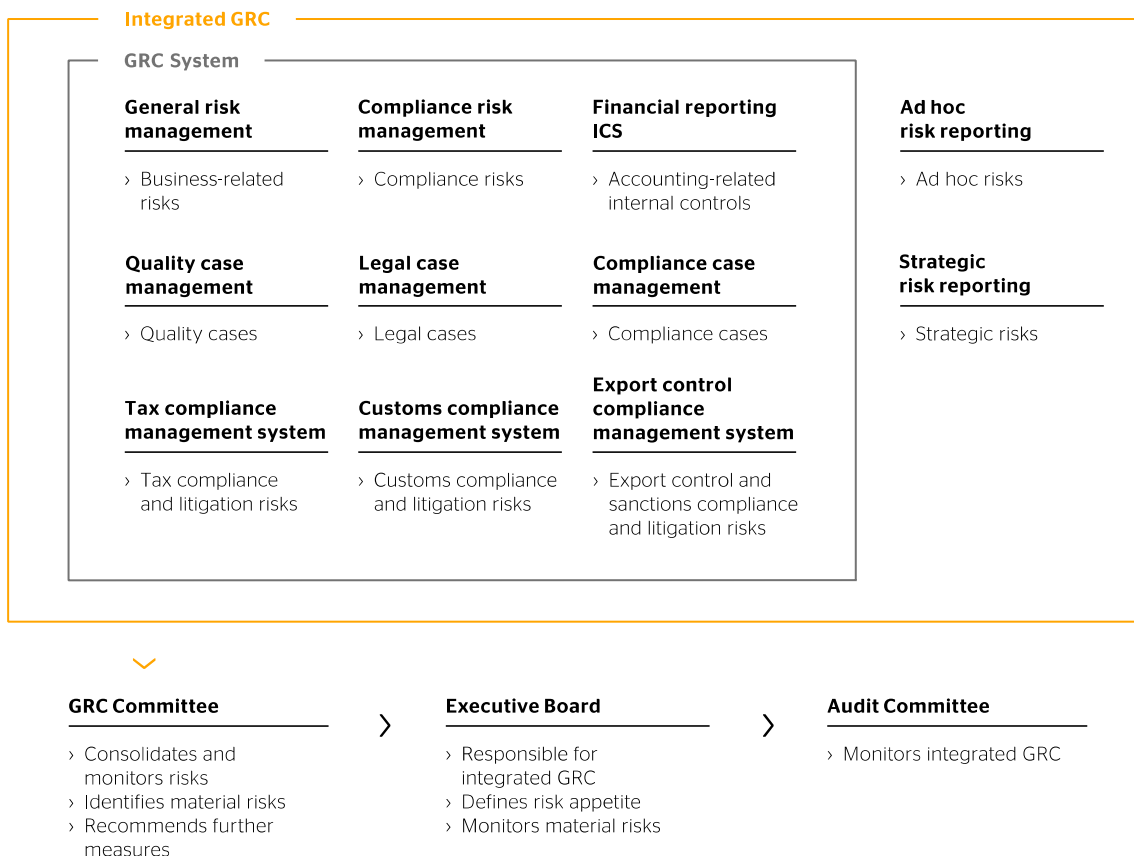 Integrated GRC
GRC System
General risk
management
› Business-related
risks
Compliance risk
management
› Compliance risks
Financial reporting
ICS
› Accounting-related
internal controls
Ad hoc
risk reporting
› Ad hoc risks
Quality case
management
› Quality cases
Legal case
management
› Legal cases
Compliance case
management
› Compliance cases
Strategic
risk reporting
› Strategic risks
Tax compliance
management system
› Tax compliance
and litigation risks
Customs compliance
management system
› Customs compliance
and litigation risks
Export control
compliance
management system
› Export control and
sanctions compliance
and litigation risks
GRC Committee
› Consolidates and
monitors risks
› Identifies material risks
› Recommends further
measures
Executive Board
› Responsible for
integrated GRC
› Defines risk appetite
› Monitors material risks
Audit Committee
› Monitors integrated GRC